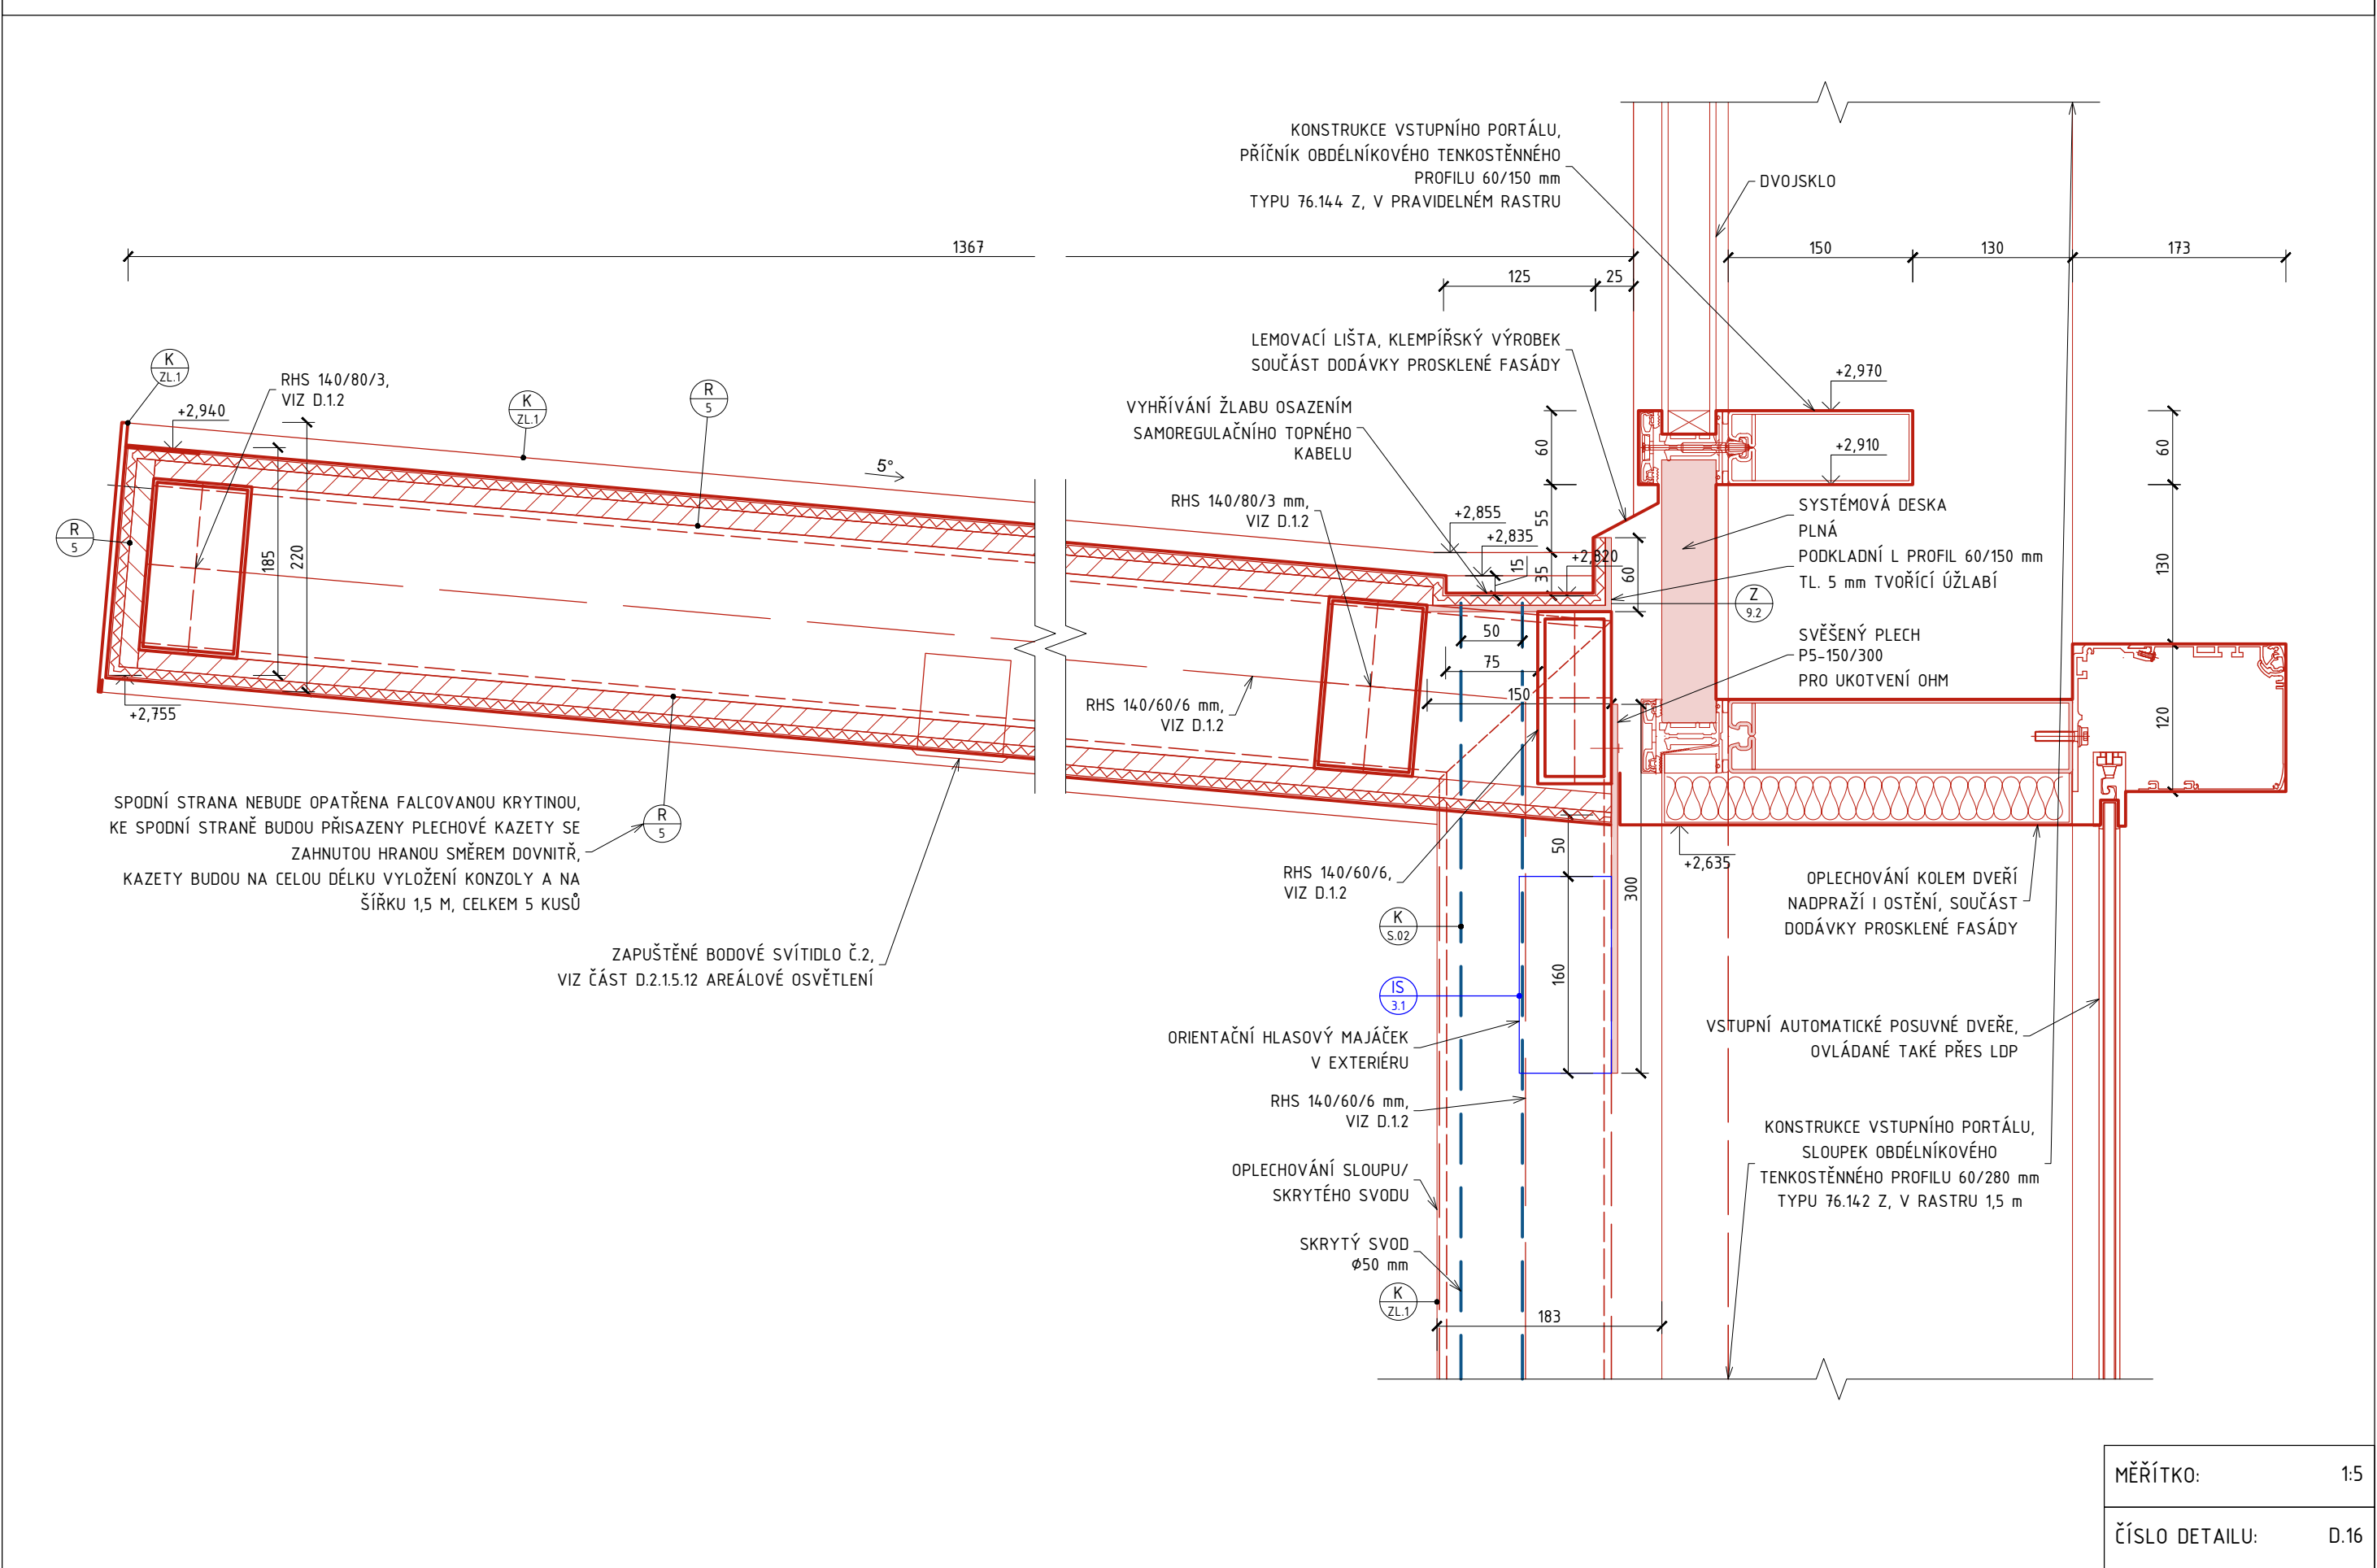 KONSTRUKCE VSTUPNÍHO PORTÁLU,
PŘÍČNÍK OBDÉLNÍKOVÉHO TENKOSTĚNNÉHO
PROFILU 60/150 mm
TYPU 76.144 Z, V PRAVIDELNÉM RASTRU
DVOJSKLO
1367
150
130
173
125
25
LEMOVACÍ LIŠTA, KLEMPÍŘSKÝ VÝROBEK
SOUČÁST DODÁVKY PROSKLENÉ FASÁDY
K
ZL.1
RHS 140/80/3,
VIZ D.1.2
+2,940
K
ZL.1
R
5
5°
VYHŘÍVÁNÍ ŽLABU OSAZENÍM
SAMOREGULAČNÍHO TOPNÉHO
KABELU
+2,970
+2,910
60
60
RHS 140/80/3 mm,
VIZ D.1.2
+2,855
+2,835
+2,820
55
15
35
60
130
SYSTÉMOVÁ DESKA
PLNÁ
PODKLADNÍ L PROFIL 60/150 mm
TL. 5 mm TVOŘÍCÍ ÚŽLABÍ
Z
9.2
R
5
185
220
50
75
150
SVĚŠENÝ PLECH
P5-150/300
PRO UKOTVENÍ OHM
RHS 140/60/6 mm,
VIZ D.1.2
120
+2,755
SPODNÍ STRANA NEBUDE OPATŘENA FALCOVANOU KRYTINOU,
KE SPODNÍ STRANĚ BUDOU PŘISAZENY PLECHOVÉ KAZETY SE
ZAHNUTOU HRANOU SMĚREM DOVNITŘ,
KAZETY BUDOU NA CELOU DÉLKU VYLOŽENÍ KONZOLY A NA
ŠÍŘKU 1,5 M, CELKEM 5 KUSŮ
R
5
50
+2,635
RHS 140/60/6,
VIZ D.1.2
300
OPLECHOVÁNÍ KOLEM DVEŘÍ
NADPRAŽÍ I OSTĚNÍ, SOUČÁST
DODÁVKY PROSKLENÉ FASÁDY
K
S.02
ZAPUŠTĚNÉ BODOVÉ SVÍTIDLO Č.2,
VIZ ČÁST D.2.1.5.12 AREÁLOVÉ OSVĚTLENÍ
160
IS
3.1
ORIENTAČNÍ HLASOVÝ MAJÁČEK
V EXTERIÉRU
VSTUPNÍ AUTOMATICKÉ POSUVNÉ DVEŘE,
OVLÁDANÉ TAKÉ PŘES LDP
RHS 140/60/6 mm,
VIZ D.1.2
KONSTRUKCE VSTUPNÍHO PORTÁLU,
SLOUPEK OBDÉLNÍKOVÉHO
TENKOSTĚNNÉHO PROFILU 60/280 mm
TYPU 76.142 Z, V RASTRU 1,5 m
OPLECHOVÁNÍ SLOUPU/
SKRYTÉHO SVODU
SKRYTÝ SVOD
Ø50 mm
K
ZL.1
183
MĚŘÍTKO: 1:5
ČÍSLO DETAILU: D.16